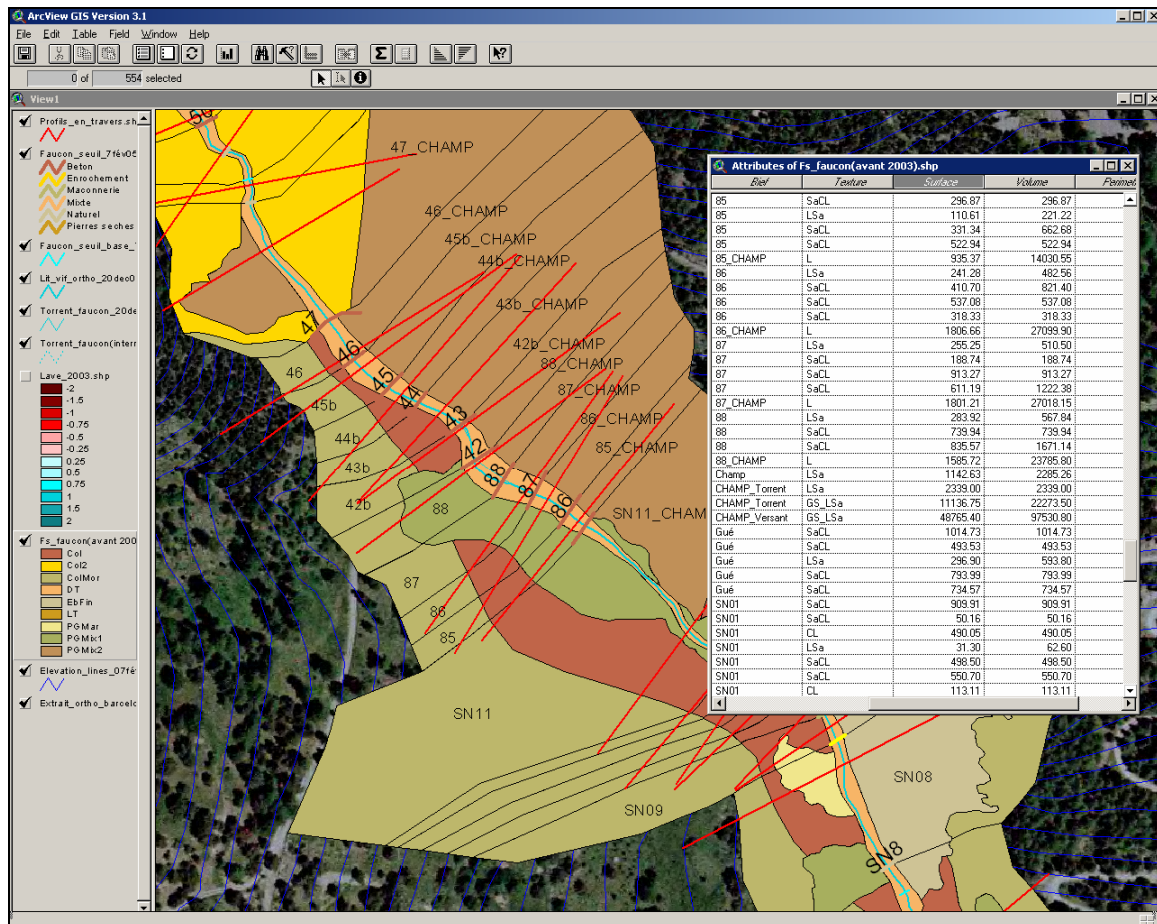 ArcView GIS Version 3.1
File Edit Table Field Window Help
0 of 554 selected
View1
Profils_en_travers.sh
Faucon_seuil_7fév05
Beton
Enrochement
Maconnerie
Mixte
Naturel
Pierres seches
Faucon_seuil_base_
Lit_vif_ortho_20dec0
Torrent_faucon_20de
Torrent_faucon(interr
Lave_2003.shp
-2
-1.5
-1
-0.75
-0.5
-0.25
0.25
0.5
0.75
1
1.5
2
Fs_faucon(avant 200
Col
Col2
ColMor
DT
EbFin
LT
PGMar
PGMix1
PGMix2
Elevation_lines_07fé
Extrait_ortho_barcelo
50
47_CHAMP
46_CHAMP
45b_CHAMP
44b_CHAMP
43b_CHAMP
42b_CHAMP
88_CHAMP
87_CHAMP
86_CHAMP
85_CHAMP
SN11_CHAM
47
46
45
44
43
42
88
87
86
46
45b
44b
43b
42b
88
87
86
85
SN11
SN09
SN08
SN8
Attributes of Fs_faucon(avant 2003).shp
Bief Texture Surface Volume Perimet
85 SaCL 296.87 296.87
85 LSa 110.61 221.22
85 SaCL 331.34 662.68
85 SaCL 522.94 522.94
85_CHAMP L 935.37 14030.55
86 LSa 241.28 482.56
86 SaCL 410.70 821.40
86 SaCL 537.08 537.08
86 SaCL 318.33 318.33
86_CHAMP L 1806.66 27099.90
87 LSa 255.25 510.50
87 SaCL 188.74 188.74
87 SaCL 913.27 913.27
87 SaCL 611.19 1222.38
87_CHAMP L 1801.21 27018.15
88 LSa 283.92 567.84
88 SaCL 739.94 739.94
88 SaCL 835.57 1671.14
88_CHAMP L 1585.72 23785.80
Champ LSa 1142.63 2285.26
CHAMP_Torrent LSa 2339.00 2339.00
CHAMP_Torrent GS_LSa 11136.75 22273.50
CHAMP_Versant GS_LSa 48765.40 97530.80
Gué SaCL 1014.73 1014.73
Gué SaCL 493.53 493.53
Gué LSa 296.90 593.80
Gué SaCL 793.99 793.99
Gué SaCL 734.57 734.57
SN01 SaCL 909.91 909.91
SN01 SaCL 50.16 50.16
SN01 CL 490.05 490.05
SN01 LSa 31.30 62.60
SN01 SaCL 498.50 498.50
SN01 SaCL 550.70 550.70
SN01 CL 113.11 113.11